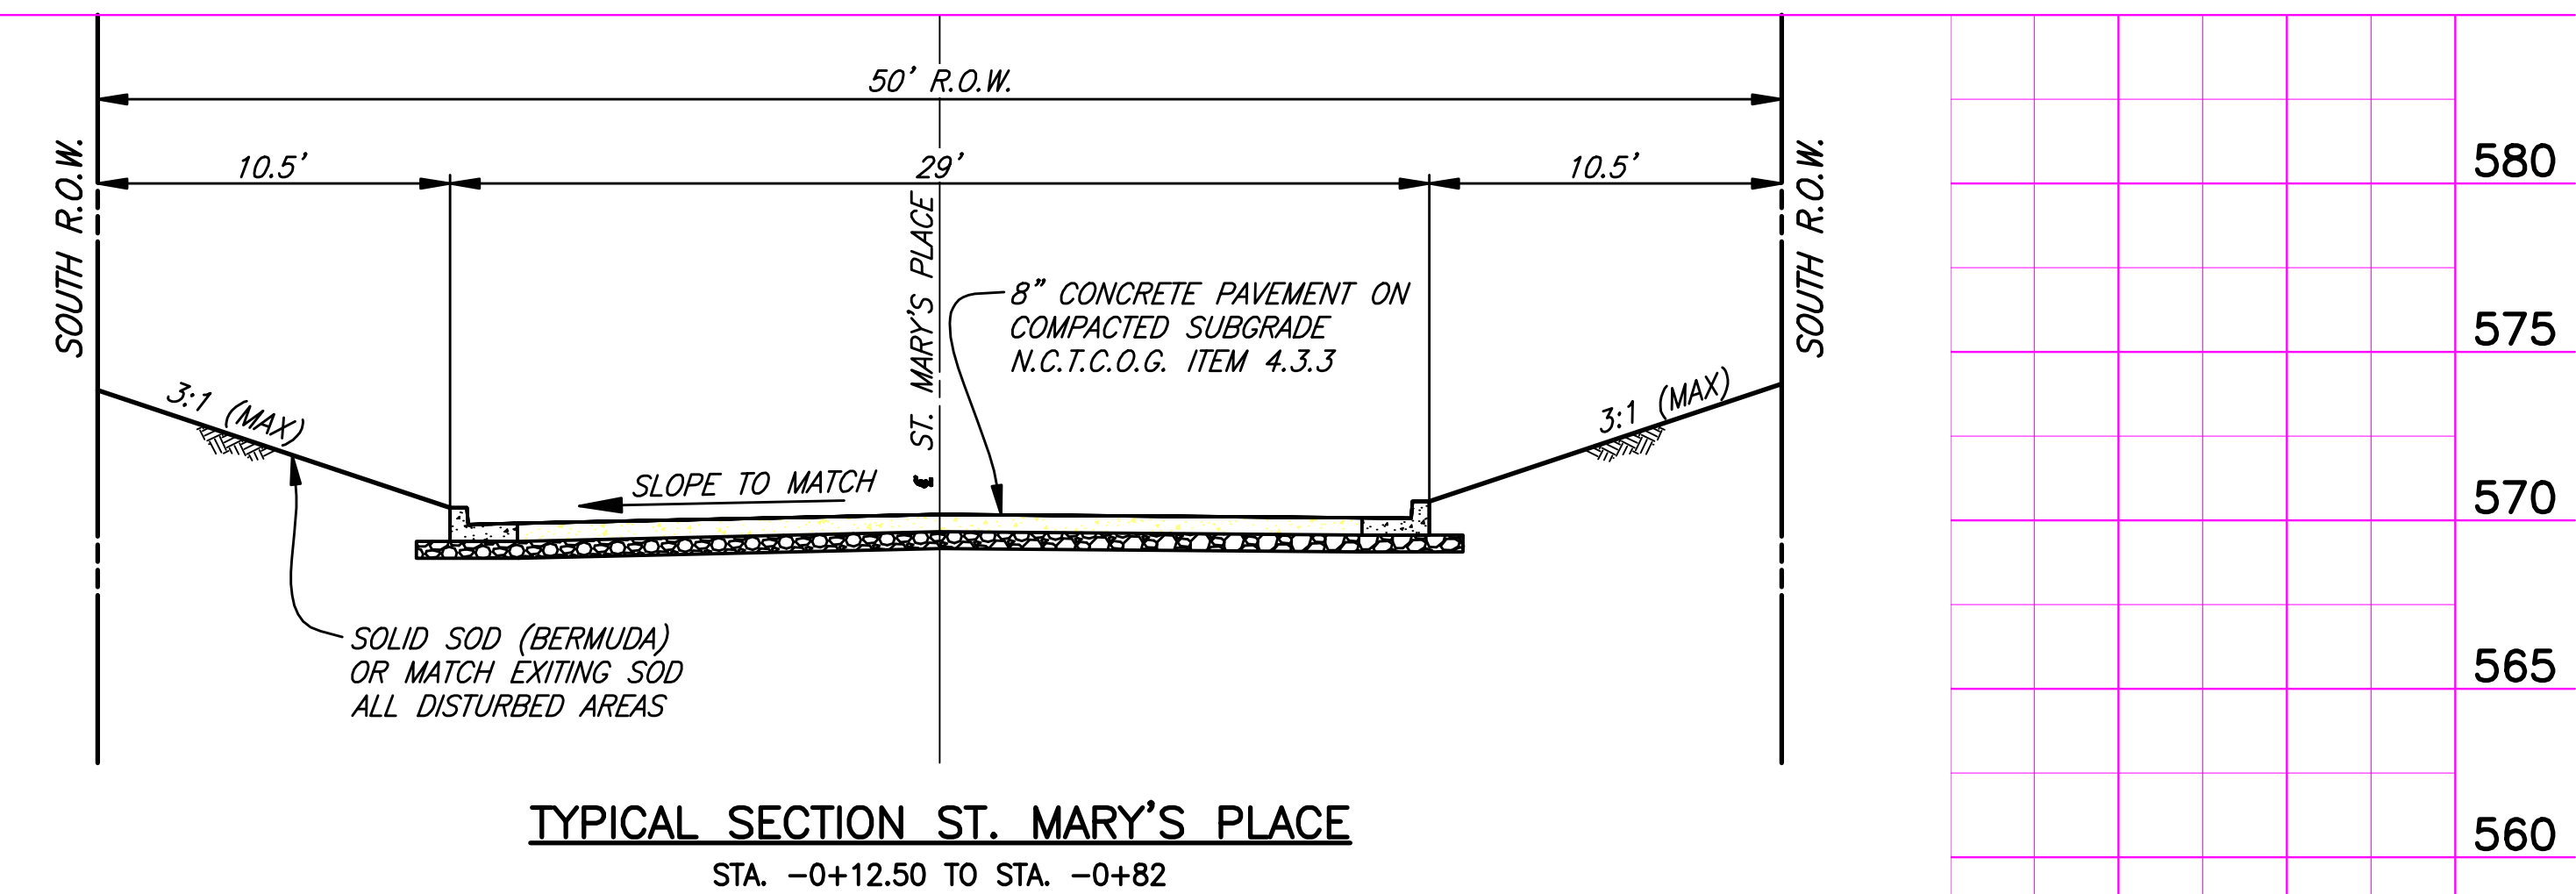 50' R.O.W.
10.5'
29'
10.5'
SOUTH R.O.W.
℄ ST. MARY'S PLACE
SOUTH R.O.W.
8" CONCRETE PAVEMENT ON
COMPACTED SUBGRADE
N.C.T.C.O.G. ITEM 4.3.3
3:1 (MAX)
3:1 (MAX)
SLOPE TO MATCH
SOLID SOD (BERMUDA)
OR MATCH EXITING SOD
ALL DISTURBED AREAS
TYPICAL SECTION ST. MARY'S PLACE
STA. -0+12.50 TO STA. -0+82
580
575
570
565
560